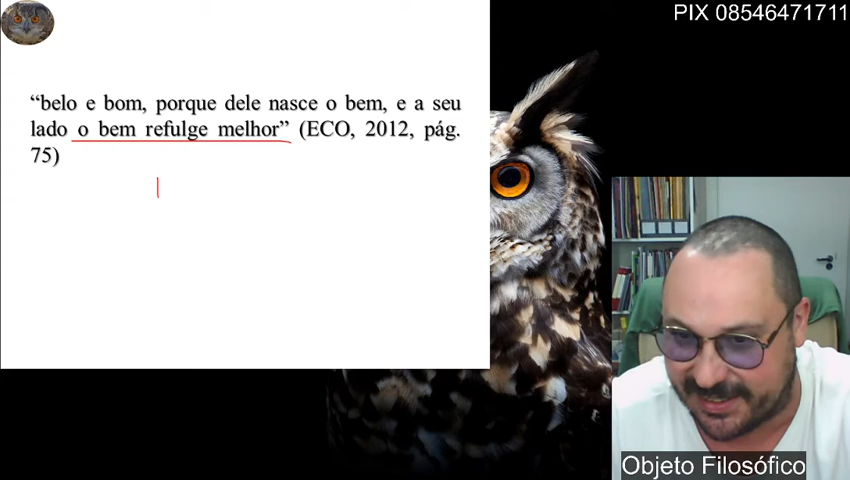 PIX 08546471711
“belo e bom, porque dele nasce o bem, e a seu
lado o bem refulge melhor” (ECO, 2012, pág.
75)
Objeto Filosófico